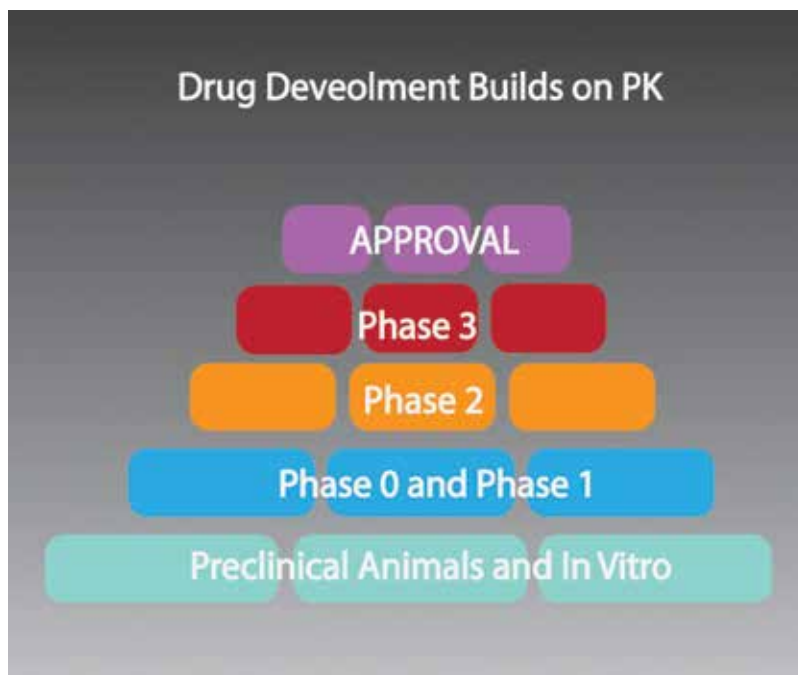 Drug Deveolment Builds on PK
APPROVAL
Phase 3
Phase 2
Phase 0 and Phase 1
Preclinical Animals and In Vitro